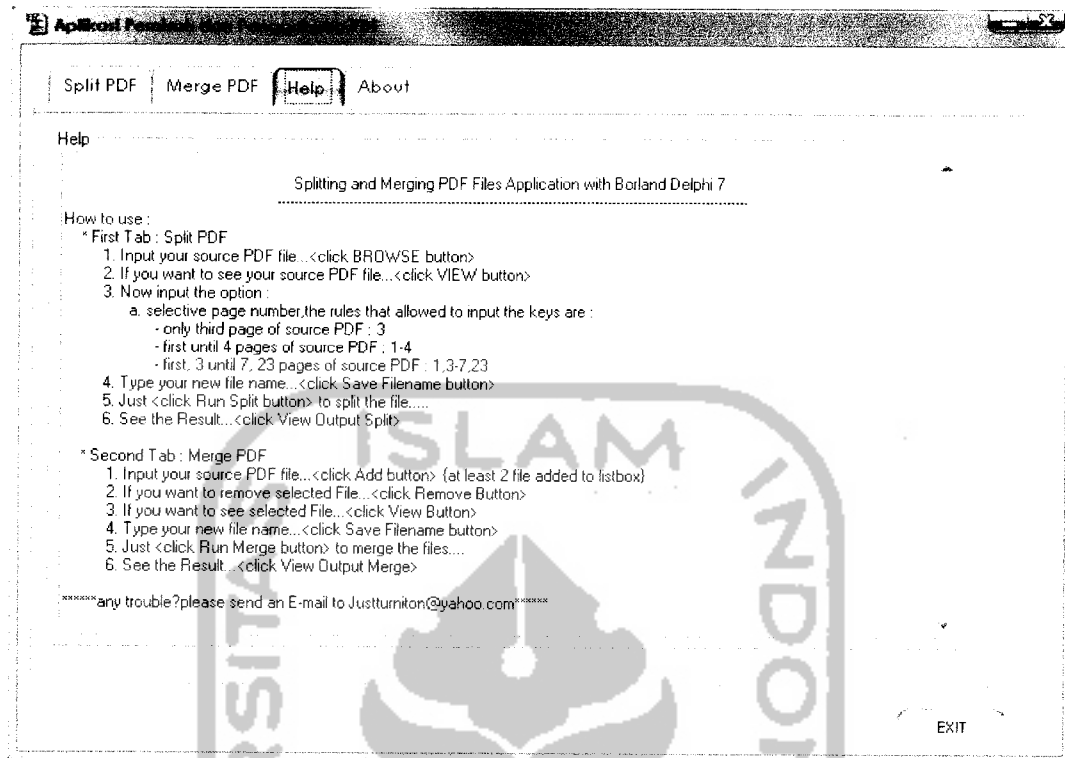 Aplikasi
Split PDF Merge PDF Help About
Help
Splitting and Merging PDF Files Application with Borland Delphi 7
How to use :
* First Tab : Split PDF
1. Input your source PDF file...<click BROWSE button>
2. If you want to see your source PDF file...<click VIEW button>
3. Now input the option :
a. selective page number,the rules that allowed to input the keys are :
- only third page of source PDF : 3
- first until 4 pages of source PDF : 1-4
- first, 3 until 7, 23 pages of source PDF : 1,3-7,23
4. Type your new file name...<click Save Filename button>
5. Just <click Run Split button> to split the file.....
6. See the Result...<click View Output Split>
* Second Tab : Merge PDF
1. Input your source PDF file...<click Add button> {at least 2 file added to listbox}
2. If you want to remove selected File...<click Remove Button>
3. If you want to see selected File...<click View Button>
4. Type your new file name...<click Save Filename button>
5. Just <click Run Merge button> to merge the files....
6. See the Result...<click View Output Merge>
******any trouble?please send an E-mail to Justturniton@yahoo.com******
EXIT
ISLAM
INDO
RSITAS